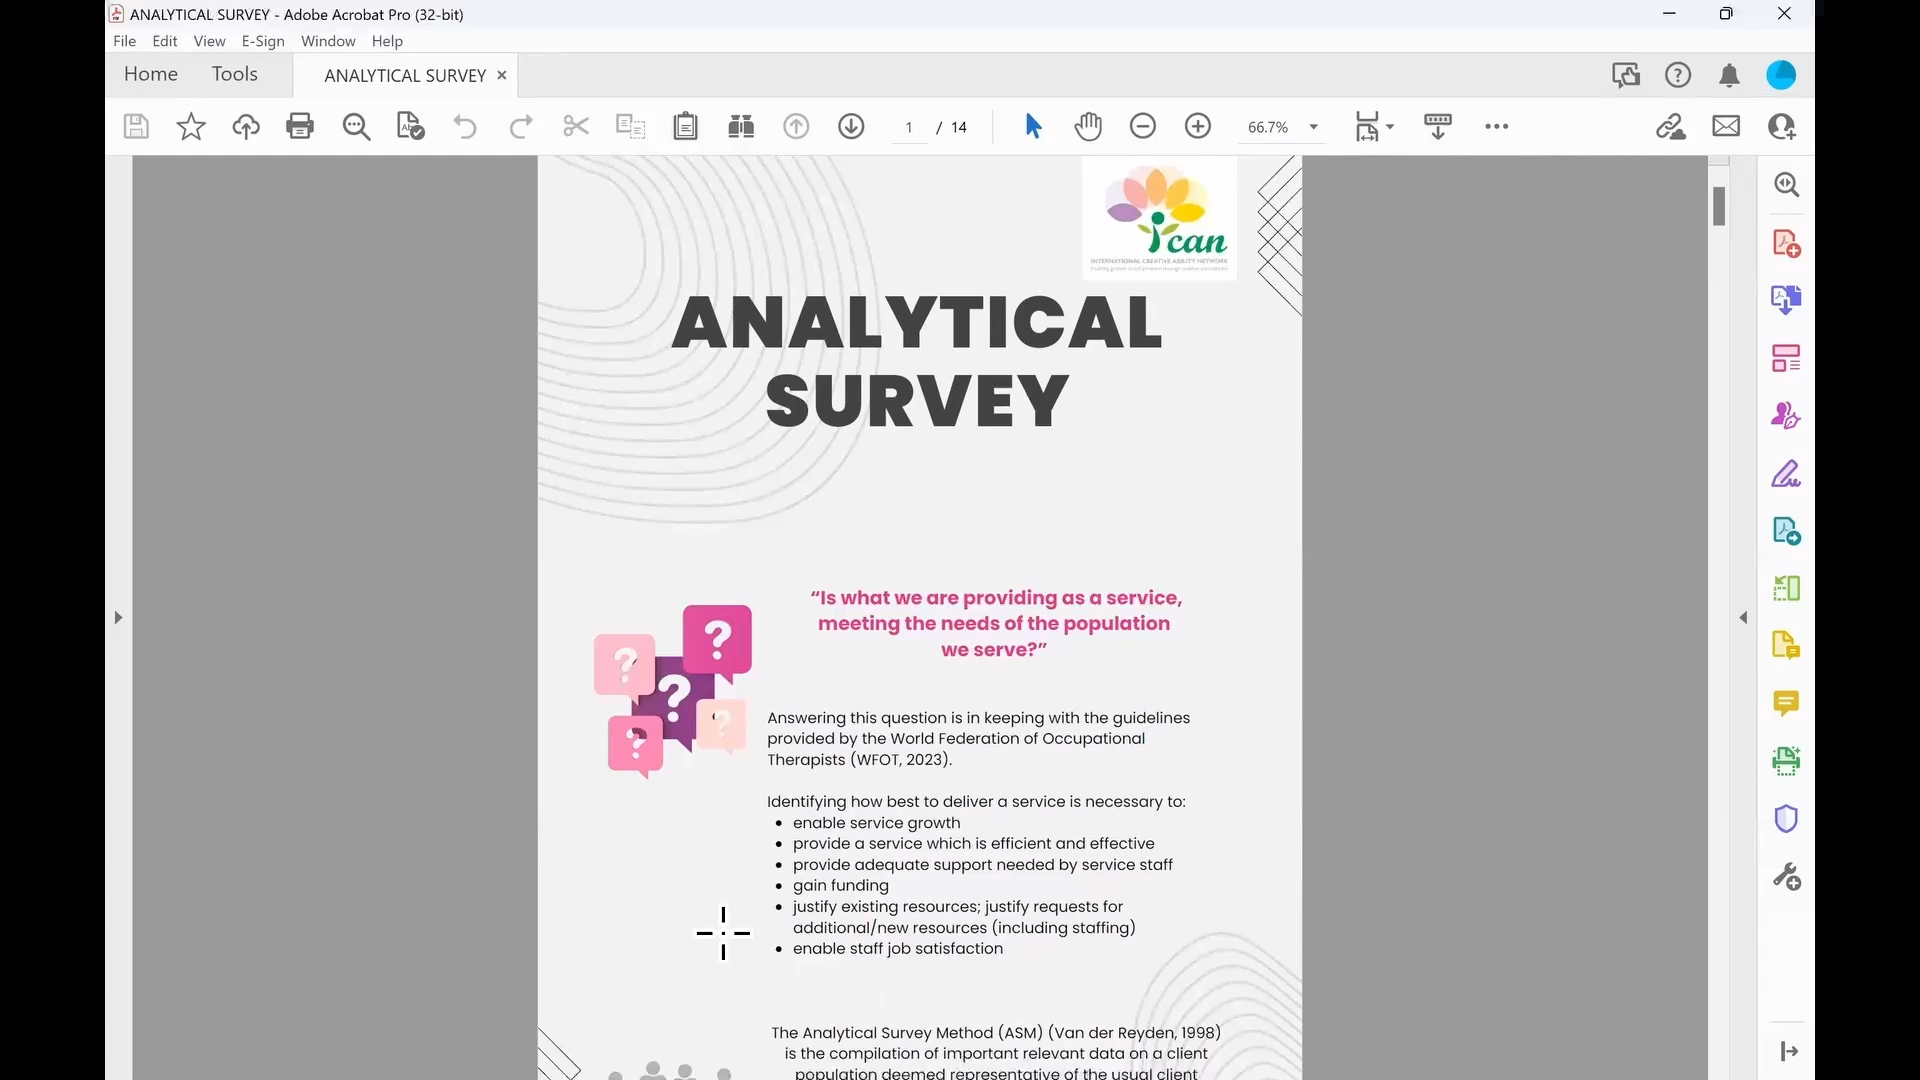 ANALYTICAL SURVEY - Adobe Acrobat Pro (32-bit)
File Edit View E-Sign Window Help
Home Tools ANALYTICAL SURVEY ×
1 / 14 66.7%
ican
INTERNATIONAL CREATIVE ABILITY NETWORK
ANALYTICAL
SURVEY
“Is what we are providing as a service,
meeting the needs of the population
we serve?”
Answering this question is in keeping with the guidelines
provided by the World Federation of Occupational
Therapists (WFOT, 2023).
Identifying how best to deliver a service is necessary to:
• enable service growth
• provide a service which is efficient and effective
• provide adequate support needed by service staff
• gain funding
• justify existing resources; justify requests for
additional/new resources (including staffing)
• enable staff job satisfaction
The Analytical Survey Method (ASM) (Van der Reyden, 1998)
is the compilation of important relevant data on a client
population deemed representative of the usual client